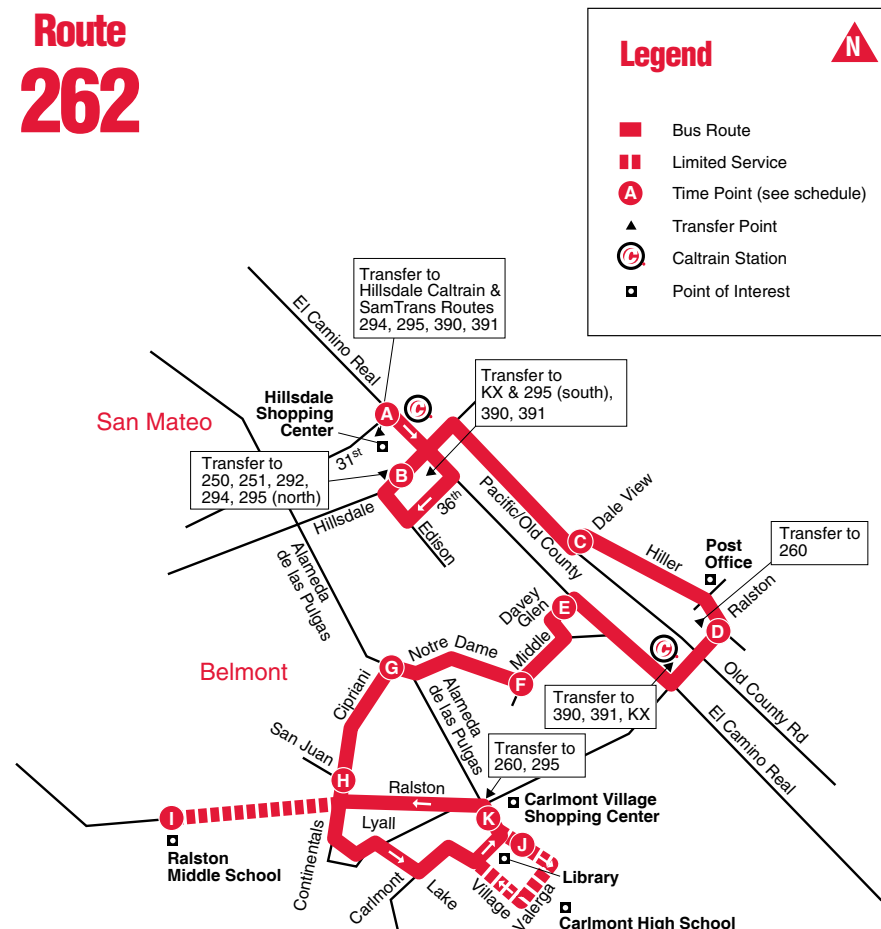 Route
262
Legend
N
Bus Route
Limited Service
A
Time Point (see schedule)
Transfer Point
C
Caltrain Station
Point of Interest
Transfer to
Hillsdale Caltrain &
SamTrans Routes
294, 295, 390, 391
El Camino Real
Transfer to
KX & 295 (south),
390, 391
Hillsdale
Shopping
Center
A
C
San Mateo
31st
Transfer to
250, 251, 292,
294, 295 (north)
B
36th
Hillsdale
Edison
Pacific/Old County
Dale View
C
Hiller
Post
Office
Transfer to
260
Ralston
D
Alameda
de las Pulgas
Davey
Glen
E
C
Old County Rd
Belmont
G
Notre Dame
Middle
F
Transfer to
390, 391, KX
El Camino Real
Cipriani
Alameda
de las Pulgas
San Juan
H
Transfer to
260, 295
Ralston
I
Ralston
Middle School
K
Carlmont Village
Shopping Center
Lyall
J
Continentals
Carlmont
Lake
Village
Valerga
Library
Carlmont High School